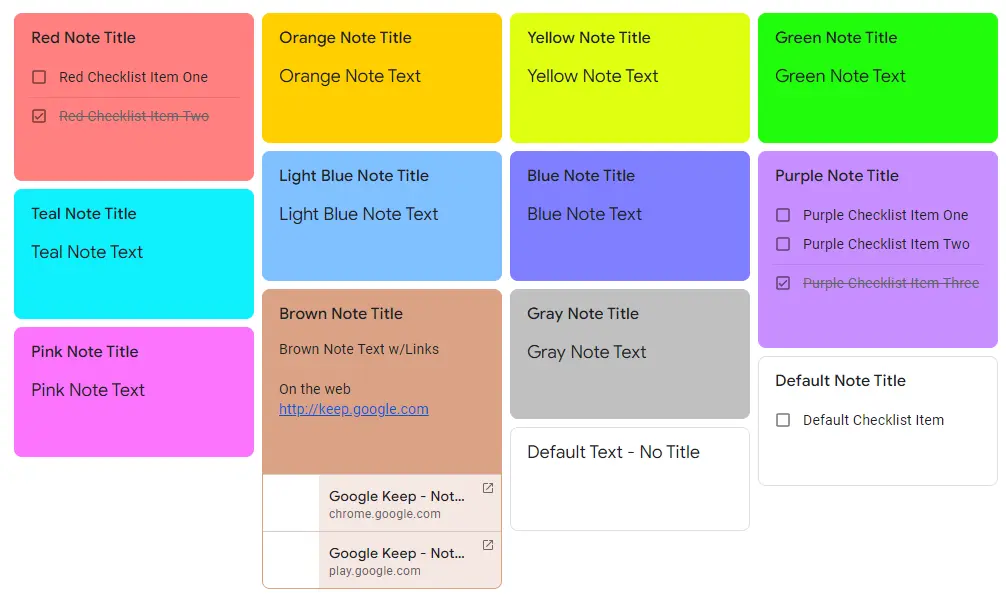 Red Note Title
Red Checklist Item One
Red Checklist Item Two
Orange Note Title
Orange Note Text
Yellow Note Title
Yellow Note Text
Green Note Title
Green Note Text
Teal Note Title
Teal Note Text
Light Blue Note Title
Light Blue Note Text
Blue Note Title
Blue Note Text
Purple Note Title
Purple Checklist Item One
Purple Checklist Item Two
Purple Checklist Item Three
Pink Note Title
Pink Note Text
Brown Note Title
Brown Note Text w/Links
On the web
http://keep.google.com
Google Keep - Not...
chrome.google.com
Google Keep - Not...
play.google.com
Gray Note Title
Gray Note Text
Default Text - No Title
Default Note Title
Default Checklist Item